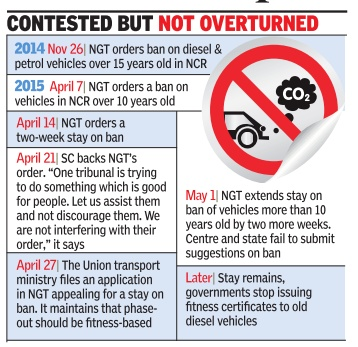 CONTESTED BUT NOT OVERTURNED
2014 Nov 26| NGT orders ban on diesel &
petrol vehicles over 15 years old in NCR
2015 April 7| NGT orders a ban on
vehicles in NCR over 10 years old
April 14| NGT orders a
two-week stay on ban
April 21| SC backs NGT's
order. “One tribunal is trying
to do something which is good
for people. Let us assist them
and not discourage them. We
are not interfering with their
order,” it says
April 27| The Union transport
ministry files an application
in NGT appealing for a stay on
ban. It maintains that phase-
out should be fitness-based
CO2
May 1| NGT extends stay on
ban of vehicles more than 10
years old by two more weeks.
Centre and state fail to submit
suggestions on ban
Later| Stay remains,
governments stop issuing
fitness certificates to old
diesel vehicles